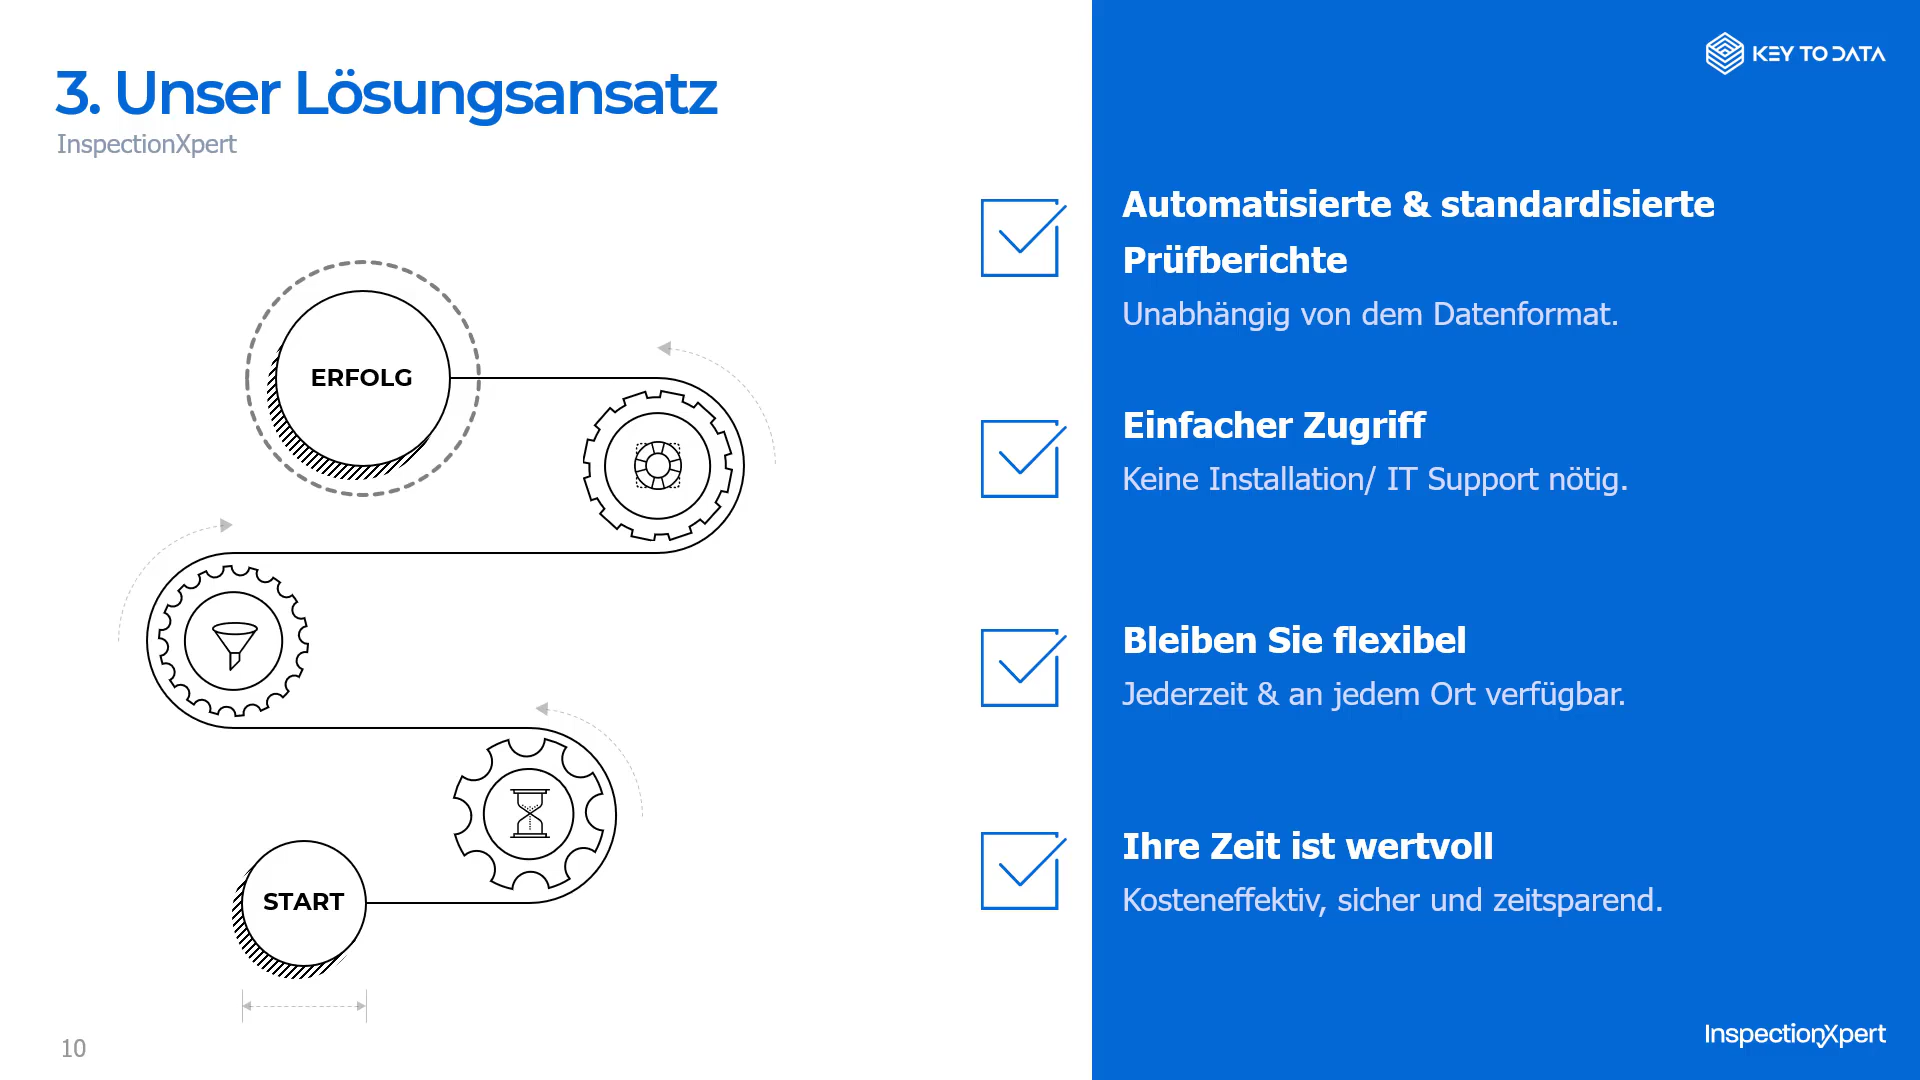 3. Unser Lösungsansatz
InspectionXpert
KEY TO DATA
ERFOLG
START
Automatisierte & standardisierte
Prüfberichte
Unabhängig von dem Datenformat.
Einfacher Zugriff
Keine Installation/ IT Support nötig.
Bleiben Sie flexibel
Jederzeit & an jedem Ort verfügbar.
Ihre Zeit ist wertvoll
Kosteneffektiv, sicher und zeitsparend.
10
InspectionXpert